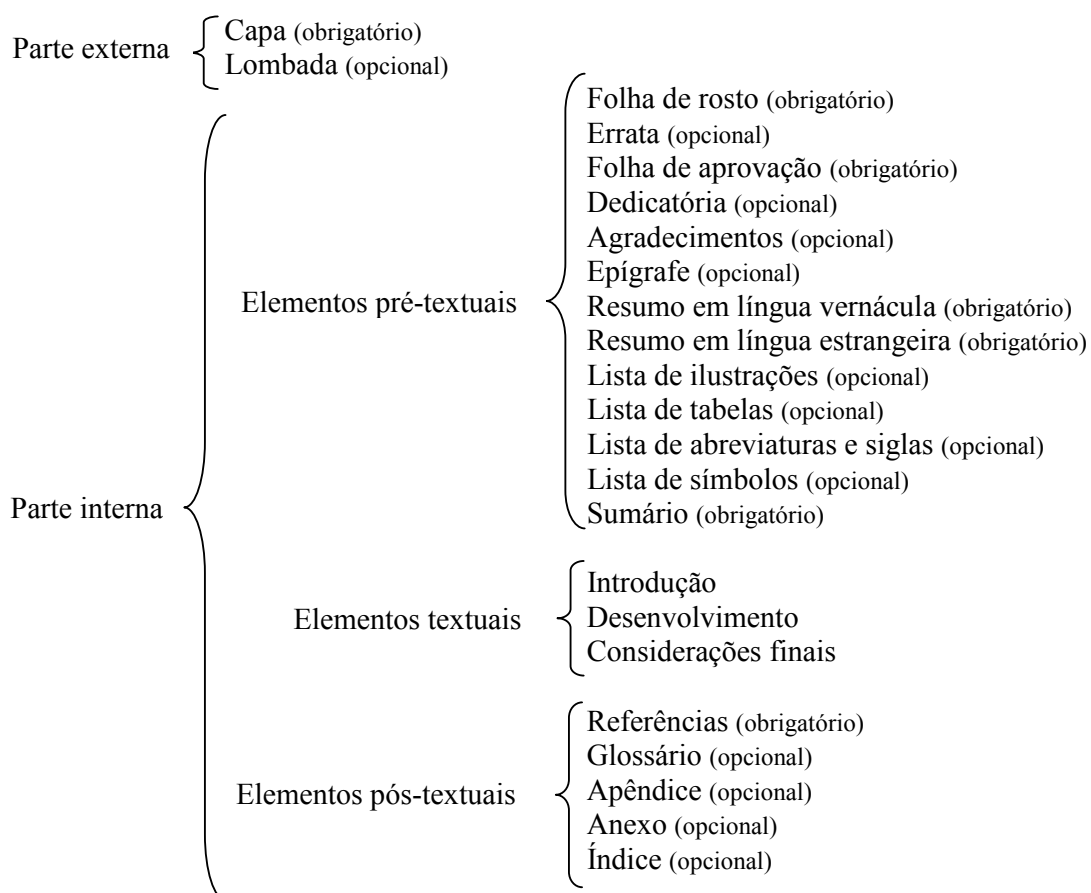 Parte externa
Capa (obrigatório)
Lombada (opcional)
Parte interna
Elementos pré-textuais
Folha de rosto (obrigatório)
Errata (opcional)
Folha de aprovação (obrigatório)
Dedicatória (opcional)
Agradecimentos (opcional)
Epígrafe (opcional)
Resumo em língua vernácula (obrigatório)
Resumo em língua estrangeira (obrigatório)
Lista de ilustrações (opcional)
Lista de tabelas (opcional)
Lista de abreviaturas e siglas (opcional)
Lista de símbolos (opcional)
Sumário (obrigatório)
Elementos textuais
Introdução
Desenvolvimento
Considerações finais
Elementos pós-textuais
Referências (obrigatório)
Glossário (opcional)
Apêndice (opcional)
Anexo (opcional)
Índice (opcional)